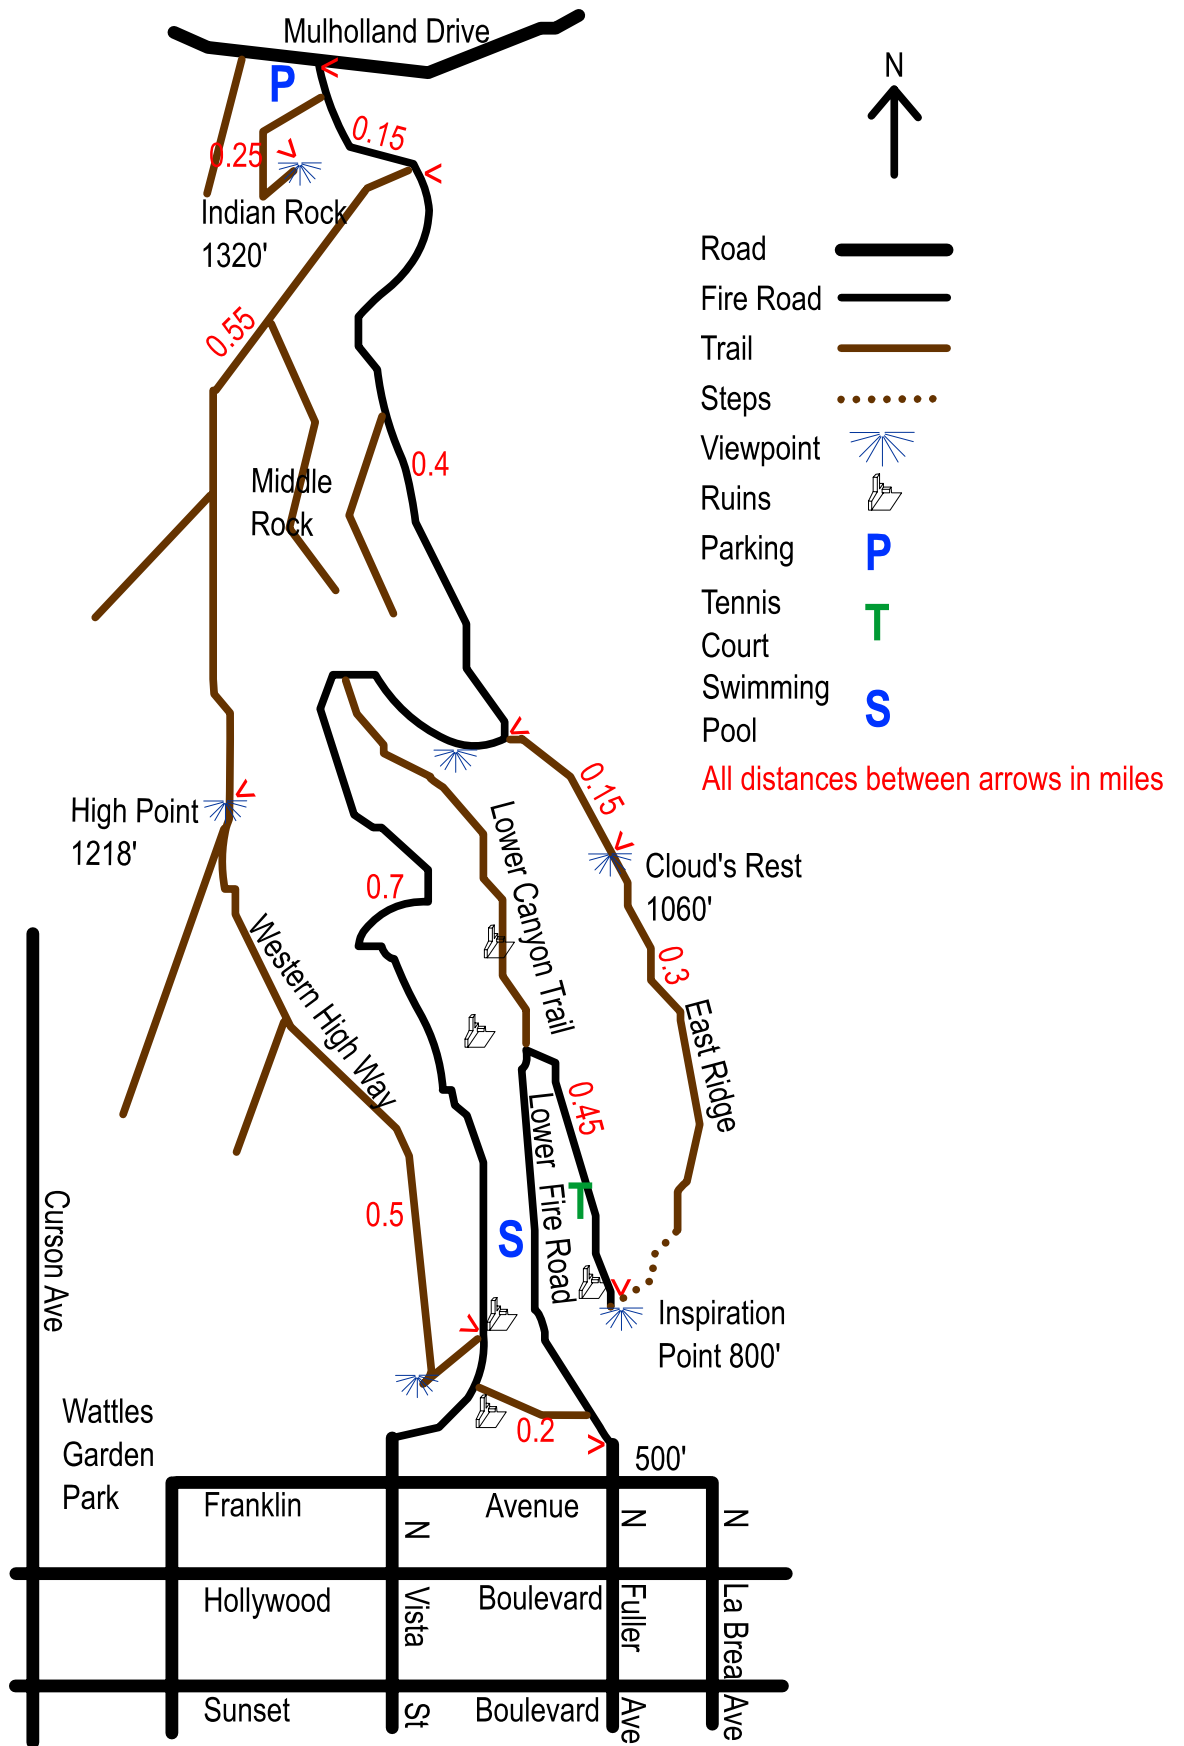 Mulholland Drive
N
P
0.15
0.25
Indian Rock
1320'
Road
Fire Road
Trail
Steps
Viewpoint
Ruins
Parking
P
Tennis
Court
T
Swimming
Pool
S
All distances between arrows in miles
0.55
0.4
Middle
Rock
High Point
1218'
0.15
Cloud's Rest
1060'
0.7
Lower Canyon Trail
0.3
Western High Way
East Ridge
0.45
Lower Fire Road
T
0.5
S
Curson Ave
Inspiration
Point 800'
Wattles
Garden
Park
0.2
500'
Franklin Avenue
Hollywood Boulevard
Sunset Boulevard
N Vista St
N Fuller Ave
N La Brea Ave